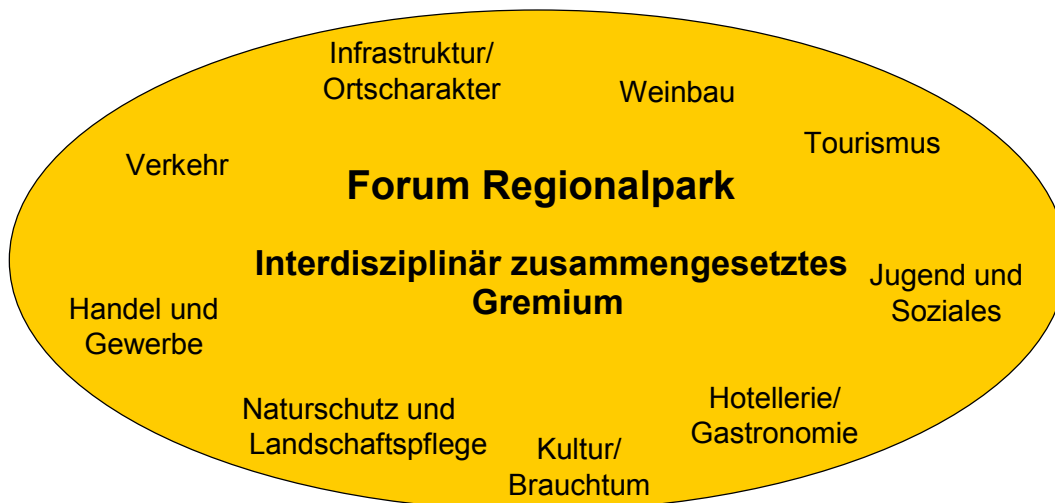 Infrastruktur/
Ortscharakter
Weinbau
Tourismus
Verkehr
Forum Regionalpark
Interdisziplinär zusammengesetztes
Gremium
Jugend und
Soziales
Handel und
Gewerbe
Naturschutz und
Landschaftspflege
Kultur/
Brauchtum
Hotellerie/
Gastronomie